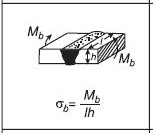 M_b
h
M_b
σ_b = M_b / lh